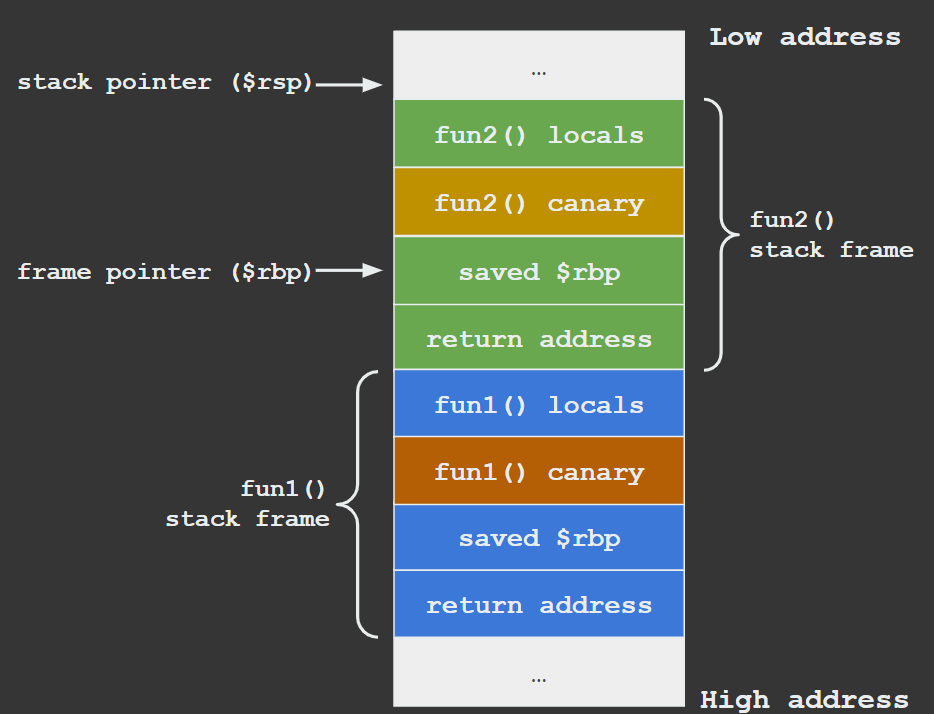 Low address
...
stack pointer ($rsp)
fun2() locals
fun2() canary
fun2()
stack frame
frame pointer ($rbp)
saved $rbp
return address
fun1() locals
fun1() canary
fun1()
stack frame
saved $rbp
return address
...
High address